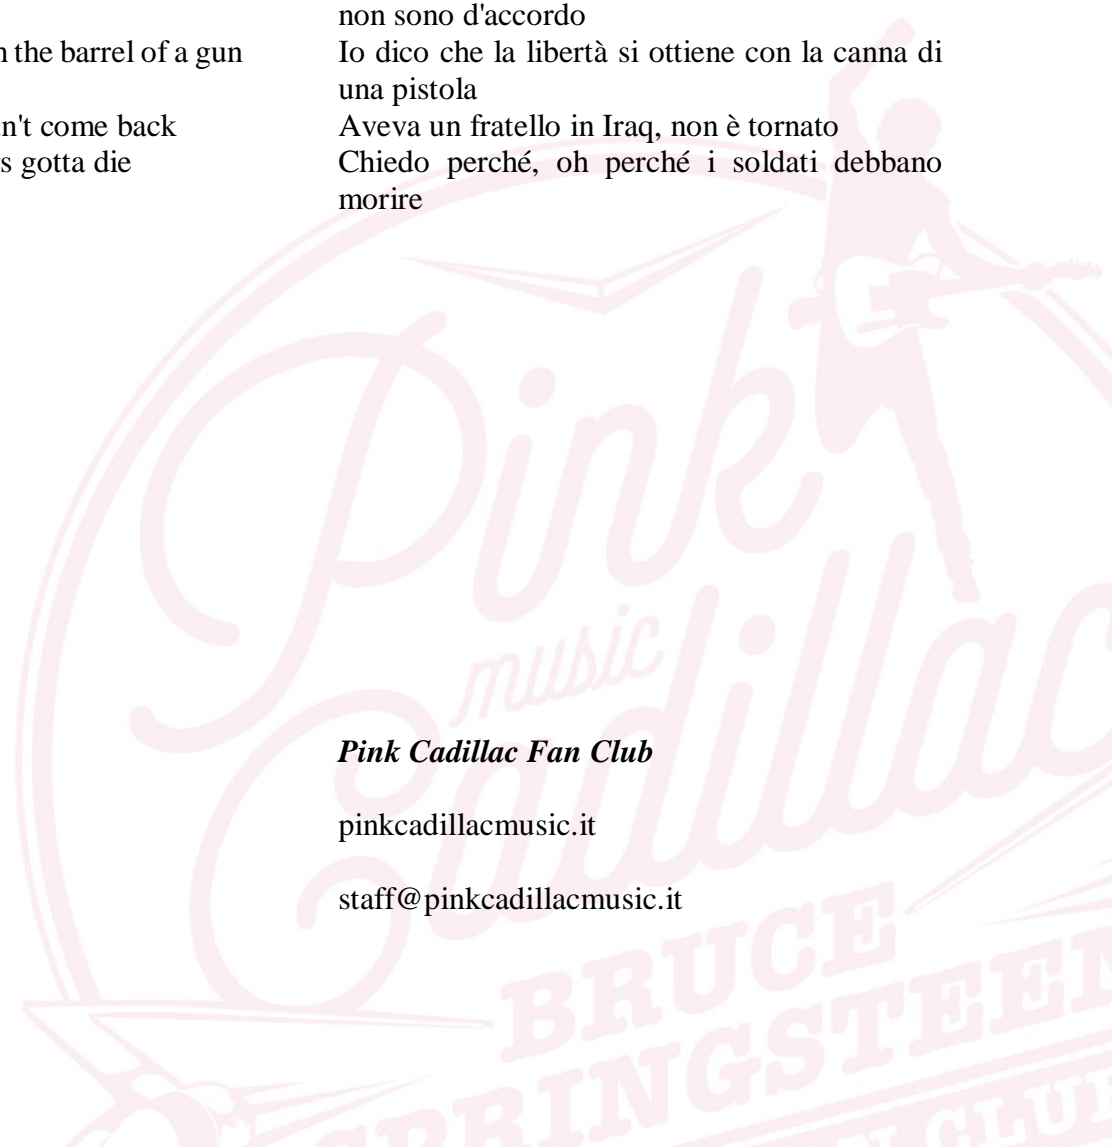 the barrel of a gun
come back
gotta die
non sono d'accordo
Io dico che la libertà si ottiene con la canna di
una pistola
Aveva un fratello in Iraq, non è tornato
Chiedo perché, oh perché i soldati debbano
morire
Pink
music
Cadillac
Pink Cadillac Fan Club
pinkcadillacmusic.it
staff@pinkcadillacmusic.it
BRUCE
SPRINGSTEEN
CLUB